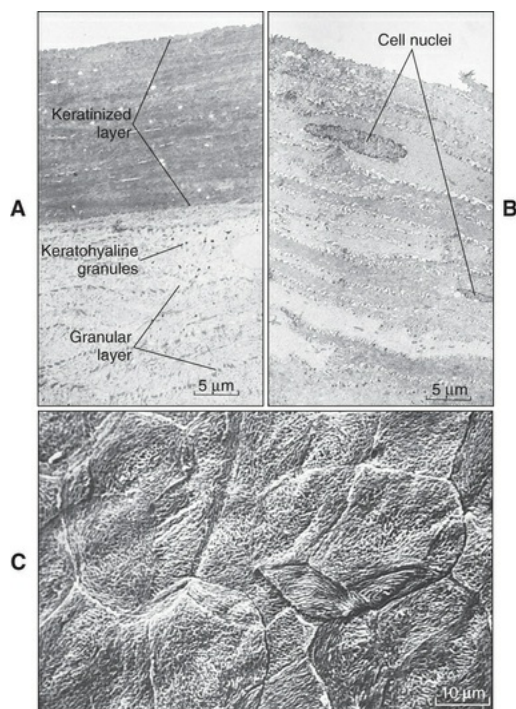 A
Keratinized
layer
Keratohyaline
granules
Granular
layer
5 μm
Cell nuclei
B
5 μm
C
10 μm